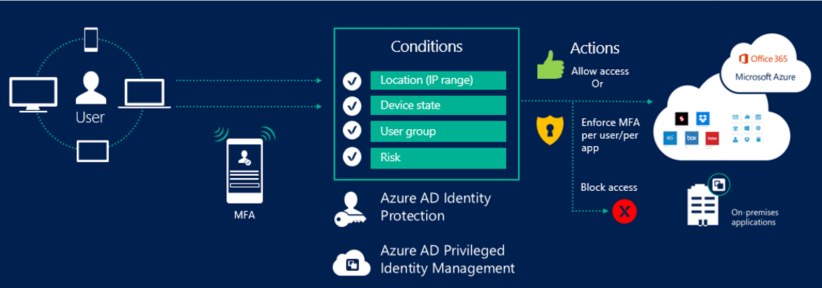 User
MFA
Conditions
Location (IP range)
Device state
User group
Risk
Azure AD Identity
Protection
Azure AD Privileged
Identity Management
Actions
Allow access
Or
Enforce MFA
per user/per
app
Block access
Office 365
Microsoft Azure
box
On-premises
applications